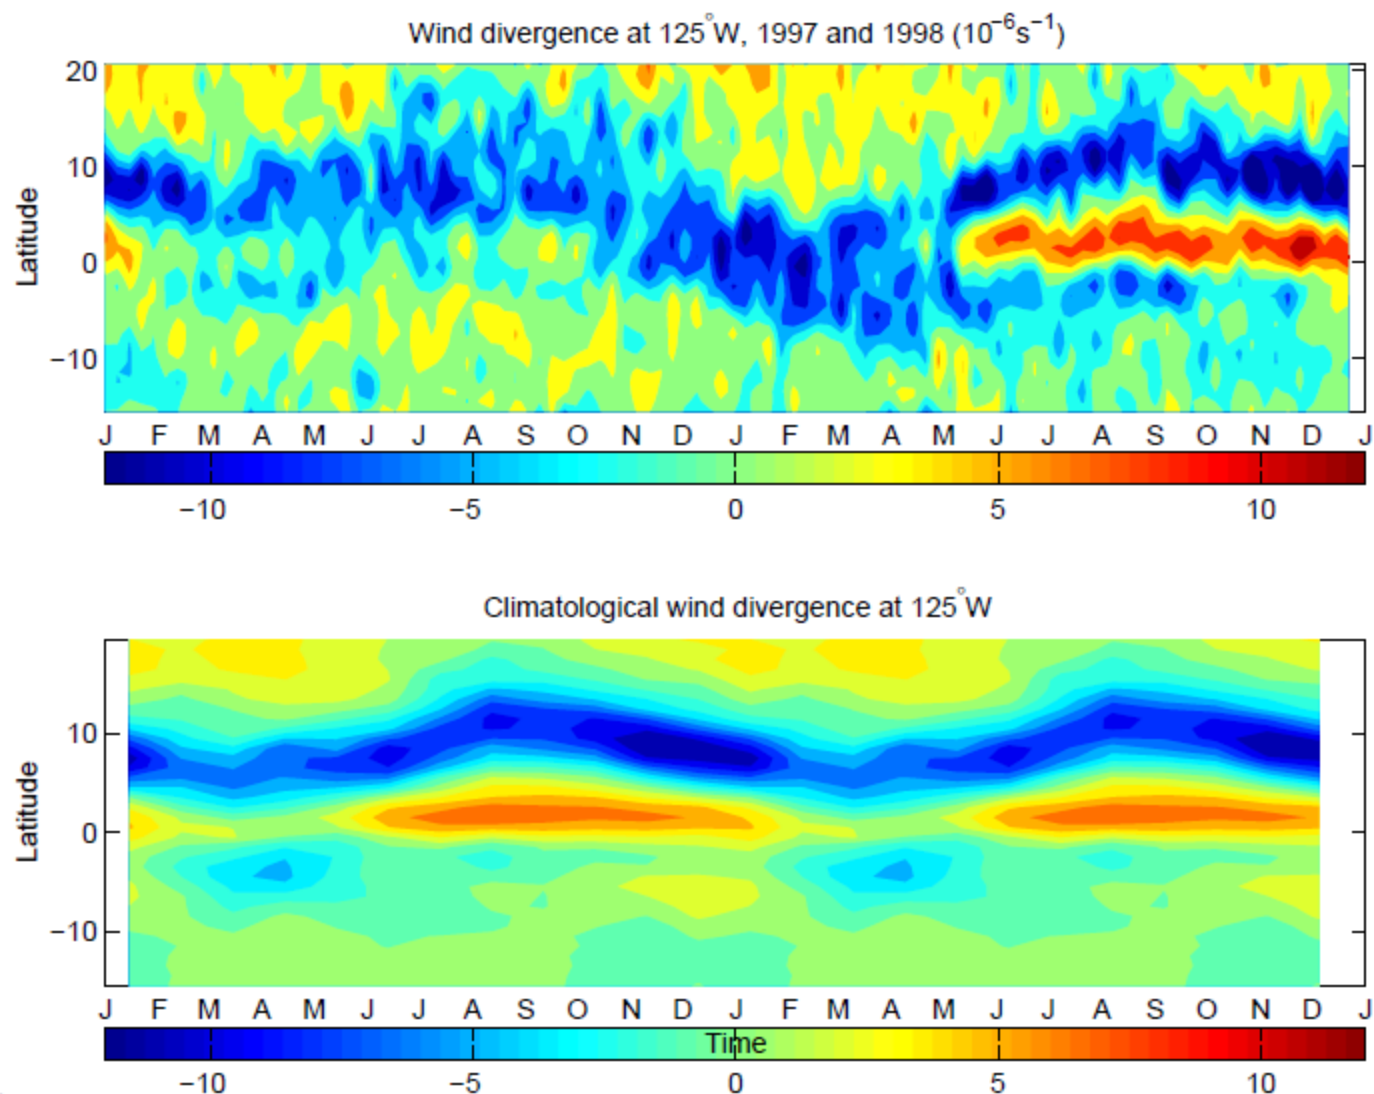 Wind divergence at 125°W, 1997 and 1998 (10⁻⁶s⁻¹)
20
10
0
−10
Latitude
J F M A M J J A S O N D J F M A M J J A S O N D J
−10 −5 0 5 10
Climatological wind divergence at 125°W
10
0
−10
Latitude
J F M A M J J A S O N D J F M A M J J A S O N D J
Time
−10 −5 0 5 10